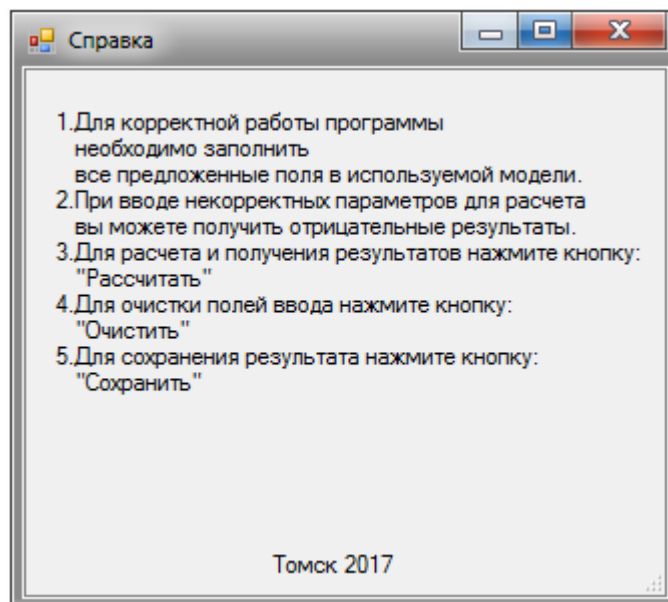 Справка
1.Для корректной работы программы
необходимо заполнить
все предложенные поля в используемой модели.
2.При вводе некорректных параметров для расчета
вы можете получить отрицательные результаты.
3.Для расчета и получения результатов нажмите кнопку:
"Рассчитать"
4.Для очистки полей ввода нажмите кнопку:
"Очистить"
5.Для сохранения результата нажмите кнопку:
"Сохранить"
Томск 2017